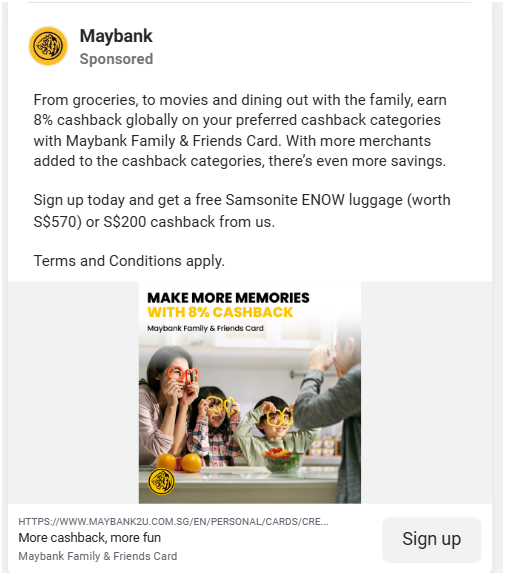 Maybank
Sponsored
From groceries, to movies and dining out with the family, earn
8% cashback globally on your preferred cashback categories
with Maybank Family & Friends Card. With more merchants
added to the cashback categories, there’s even more savings.
Sign up today and get a free Samsonite ENOW luggage (worth
S$570) or S$200 cashback from us.
Terms and Conditions apply.
MAKE MORE MEMORIES
WITH 8% CASHBACK
Maybank Family & Friends Card
HTTPS://WWW.MAYBANK2U.COM.SG/EN/PERSONAL/CARDS/CRE...
More cashback, more fun
Maybank Family & Friends Card
Sign up